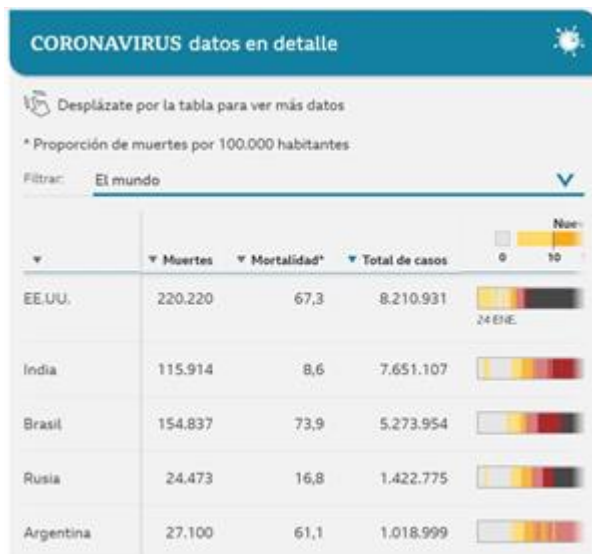 CORONAVIRUS datos en detalle
Desplázate por la tabla para ver más datos
* Proporción de muertes por 100.000 habitantes
Filtrar: El mundo
0 10
Muertes Mortalidad* Total de casos
EE.UU. 220.220 67,3 8.210.931
24 ENE.
India 115.914 8,6 7.651.107
Brasil 154.837 73,9 5.273.954
Rusia 24.473 16,8 1.422.775
Argentina 27.100 61,1 1.018.999